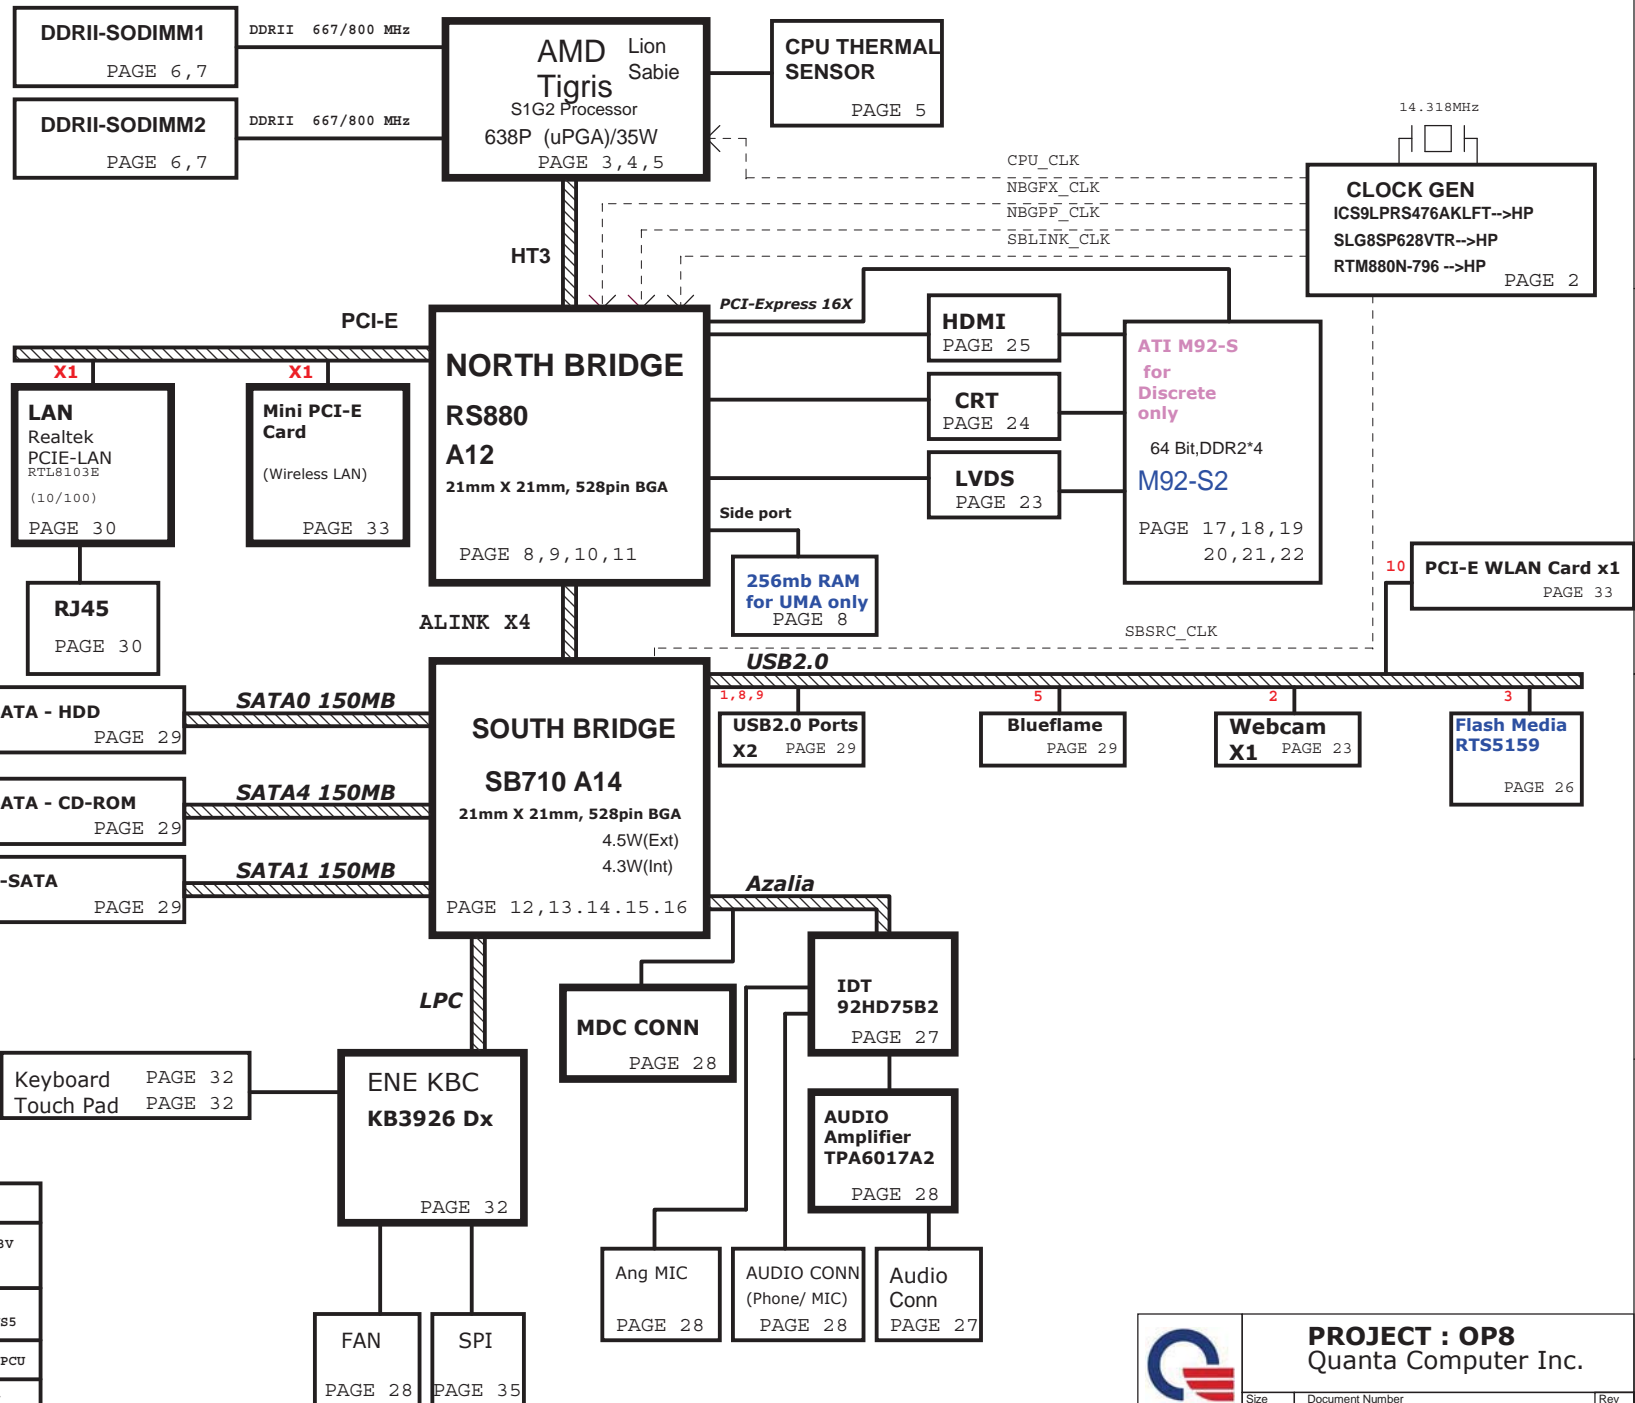 DDRII-SODIMM1
PAGE 6,7
DDRII 667/800 MHz
DDRII-SODIMM2
PAGE 6,7
DDRII 667/800 MHz
AMD Lion
Tigris Sabie
S1G2 Processor
638P (uPGA)/35W
PAGE 3,4,5
CPU THERMAL
SENSOR
PAGE 5
14.318MHz
CPU_CLK
NBGFX_CLK
NBGPP_CLK
SBLINK_CLK
CLOCK GEN
ICS9LPRS476AKLFT-->HP
SLG8SP628VTR-->HP
RTM880N-796 -->HP
PAGE 2
HT3
PCI-E
PCI-Express 16X
X1
X1
LAN
Realtek
PCIE-LAN
RTL8103E
(10/100)
PAGE 30
Mini PCI-E
Card
(Wireless LAN)
PAGE 33
NORTH BRIDGE
RS880
A12
21mm X 21mm, 528pin BGA
PAGE 8,9,10,11
HDMI
PAGE 25
CRT
PAGE 24
LVDS
PAGE 23
ATI M92-S
for
Discrete
only
64 Bit,DDR2*4
M92-S2
PAGE 17,18,19
20,21,22
Side port
256mb RAM
for UMA only
PAGE 8
RJ45
PAGE 30
ALINK X4
10
PCI-E WLAN Card x1
PAGE 33
SBSRC_CLK
USB2.0
ATA - HDD
PAGE 29
SATA0 150MB
ATA - CD-ROM
PAGE 29
SATA4 150MB
-SATA
PAGE 29
SATA1 150MB
SOUTH BRIDGE
SB710 A14
21mm X 21mm, 528pin BGA
4.5W(Ext)
4.3W(Int)
PAGE 12,13.14.15.16
1,8,9
USB2.0 Ports
X2 PAGE 29
5
Blueflame
PAGE 29
2
Webcam
X1 PAGE 23
3
Flash Media
RTS5159
PAGE 26
Azalia
LPC
MDC CONN
PAGE 28
IDT
92HD75B2
PAGE 27
Keyboard PAGE 32
Touch Pad PAGE 32
ENE KBC
KB3926 Dx
PAGE 32
AUDIO
Amplifier
TPA6017A2
PAGE 28
Ang MIC
PAGE 28
AUDIO CONN
(Phone/ MIC)
PAGE 28
Audio
Conn
PAGE 27
FAN
PAGE 28
SPI
PAGE 35
S5
PCU
PROJECT : OP8
Quanta Computer Inc.
Size Document Number Rev